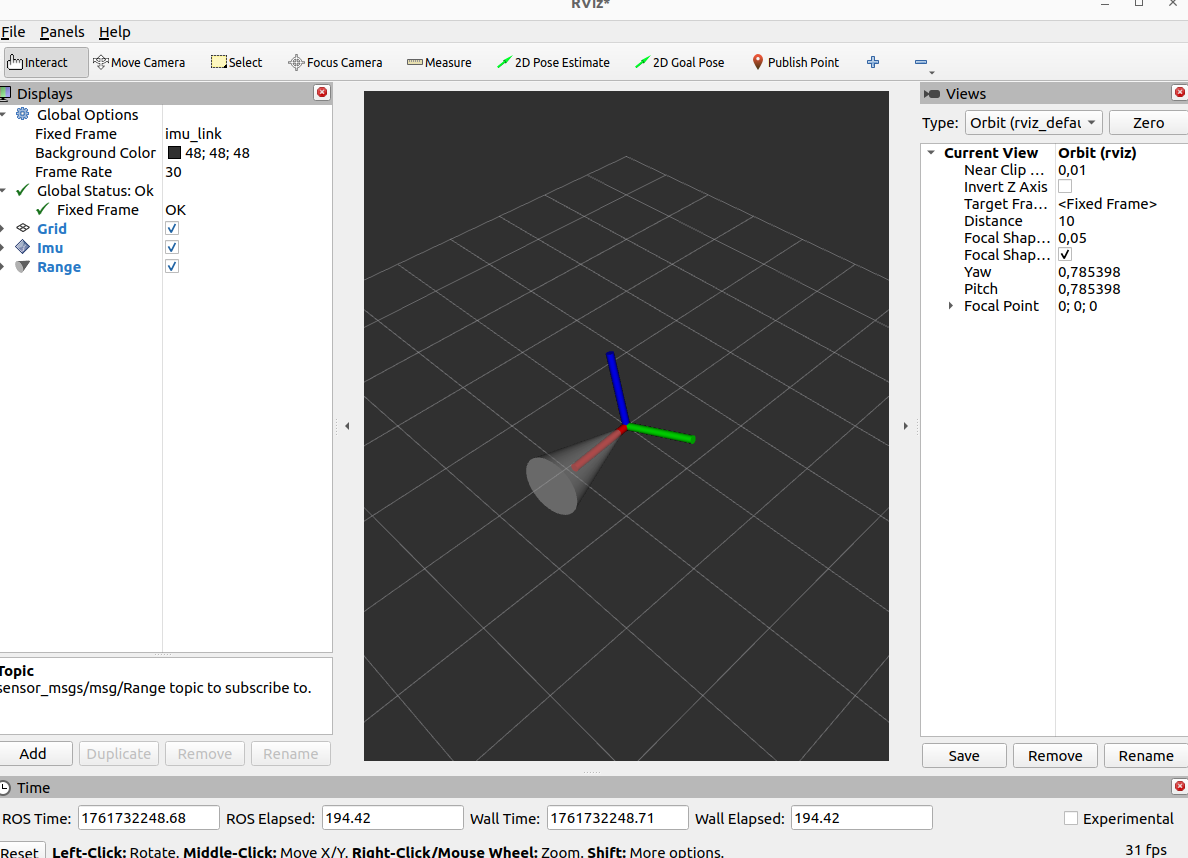 RViz*
File Panels Help
Interact Move Camera Select Focus Camera Measure 2D Pose Estimate 2D Goal Pose Publish Point
Displays
Global Options
Fixed Frame imu_link
Background Color 48; 48; 48
Frame Rate 30
Global Status: Ok
Fixed Frame OK
Grid
Imu
Range
Topic
sensor_msgs/msg/Range topic to subscribe to.
Add Duplicate Remove Rename
Views
Type: Orbit (rviz_defau Zero
Current View Orbit (rviz)
Near Clip ... 0,01
Invert Z Axis
Target Fra... <Fixed Frame>
Distance 10
Focal Shap... 0,05
Focal Shap...
Yaw 0,785398
Pitch 0,785398
Focal Point 0; 0; 0
Save Remove Rename
Time
ROS Time: 1761732248.68 ROS Elapsed: 194.42 Wall Time: 1761732248.71 Wall Elapsed: 194.42 Experimental
Reset Left-Click: Rotate. Middle-Click: Move X/Y. Right-Click/Mouse Wheel: Zoom. Shift: More options. 31 fps